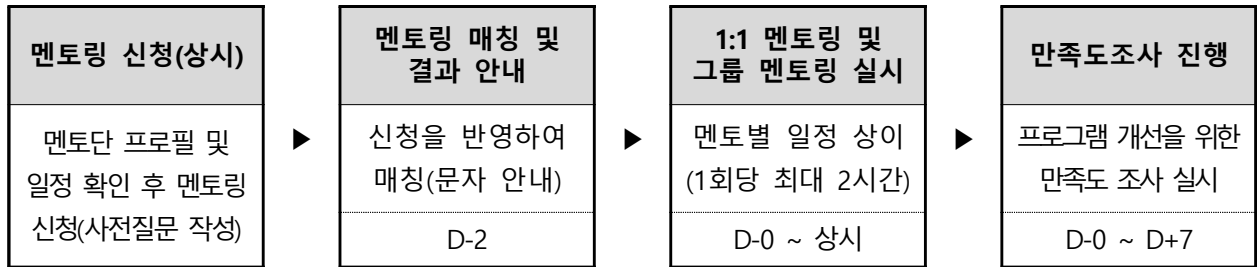 멘토링 신청(상시)
멘토단 프로필 및
일정 확인 후 멘토링
신청(사전질문 작성)
▶
멘토링 매칭 및
결과 안내
신청을 반영하여
매칭(문자 안내)
D-2
▶
1:1 멘토링 및
그룹 멘토링 실시
멘토별 일정 상이
(1회당 최대 2시간)
D-0 ~ 상시
▶
만족도조사 진행
프로그램 개선을 위한
만족도 조사 실시
D-0 ~ D+7